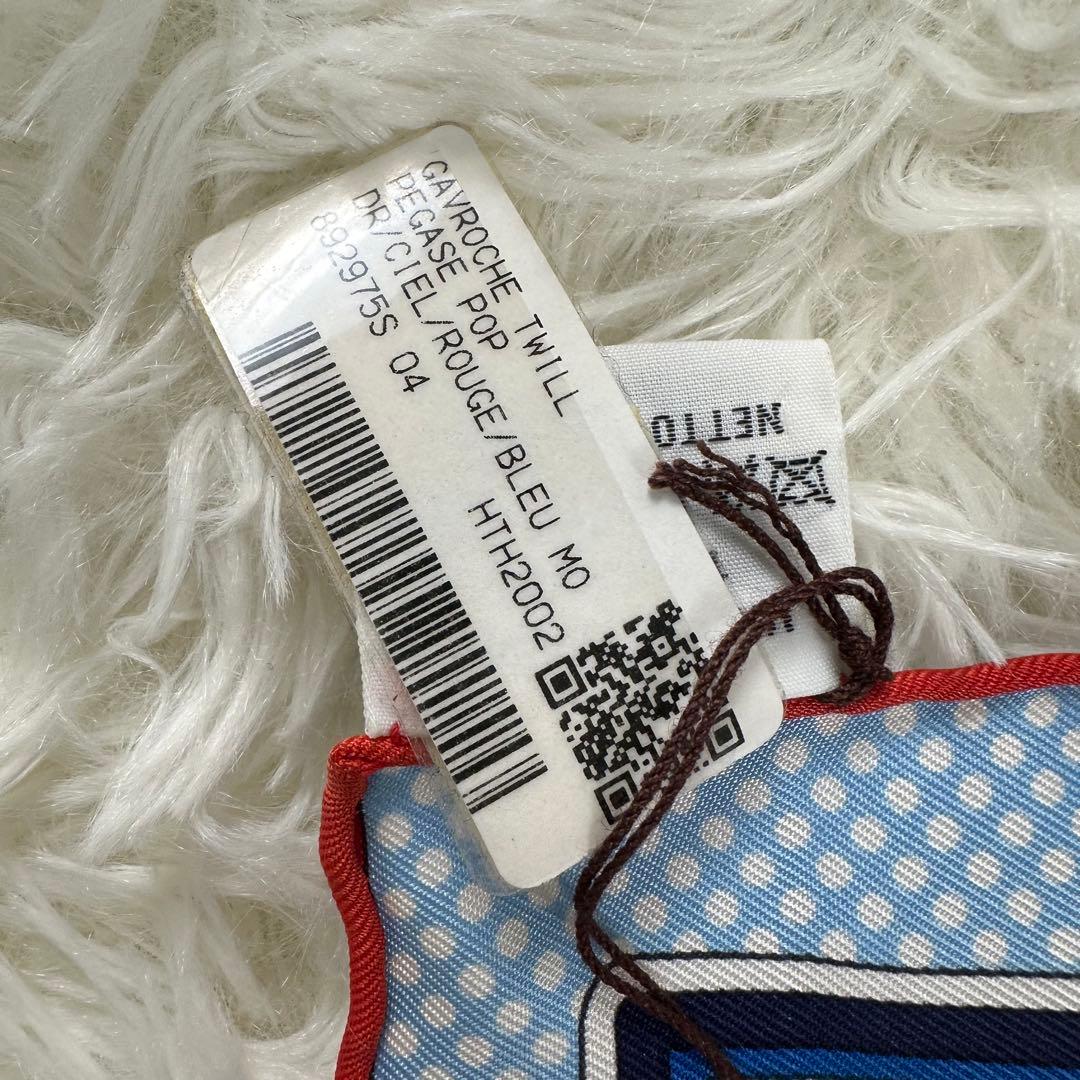 GAVROCHE TWILL
PEGASE POP
DR/CIEL/ROUGE/BLEU MO
892975S 04
HTH2002
NETTO